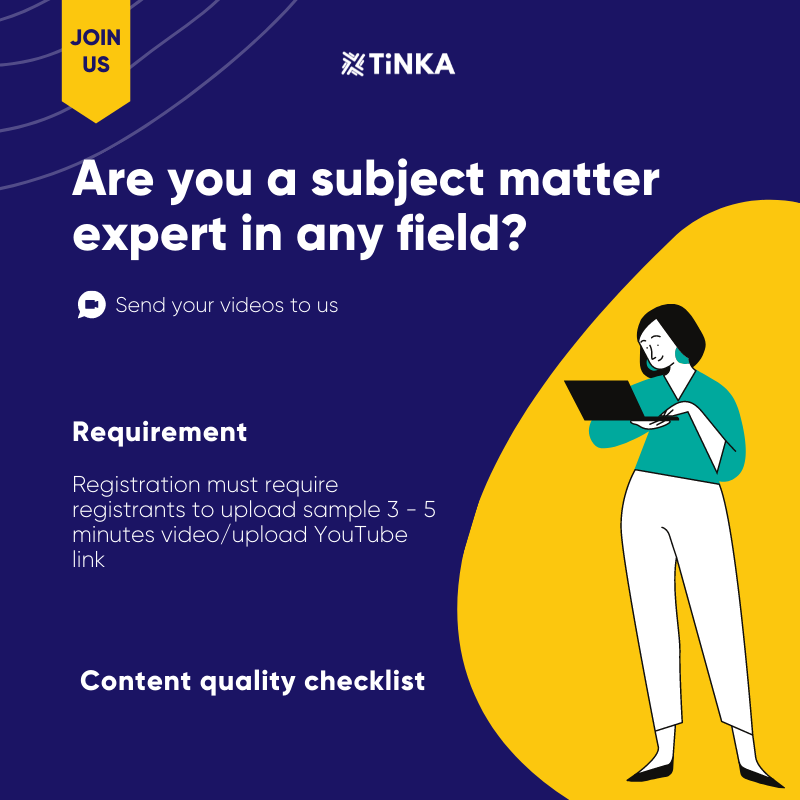 JOIN
US
TiNKA
Are you a subject matter
expert in any field?
Send your videos to us
Requirement
Registration must require
registrants to upload sample 3 - 5
minutes video/upload YouTube
link
Content quality checklist